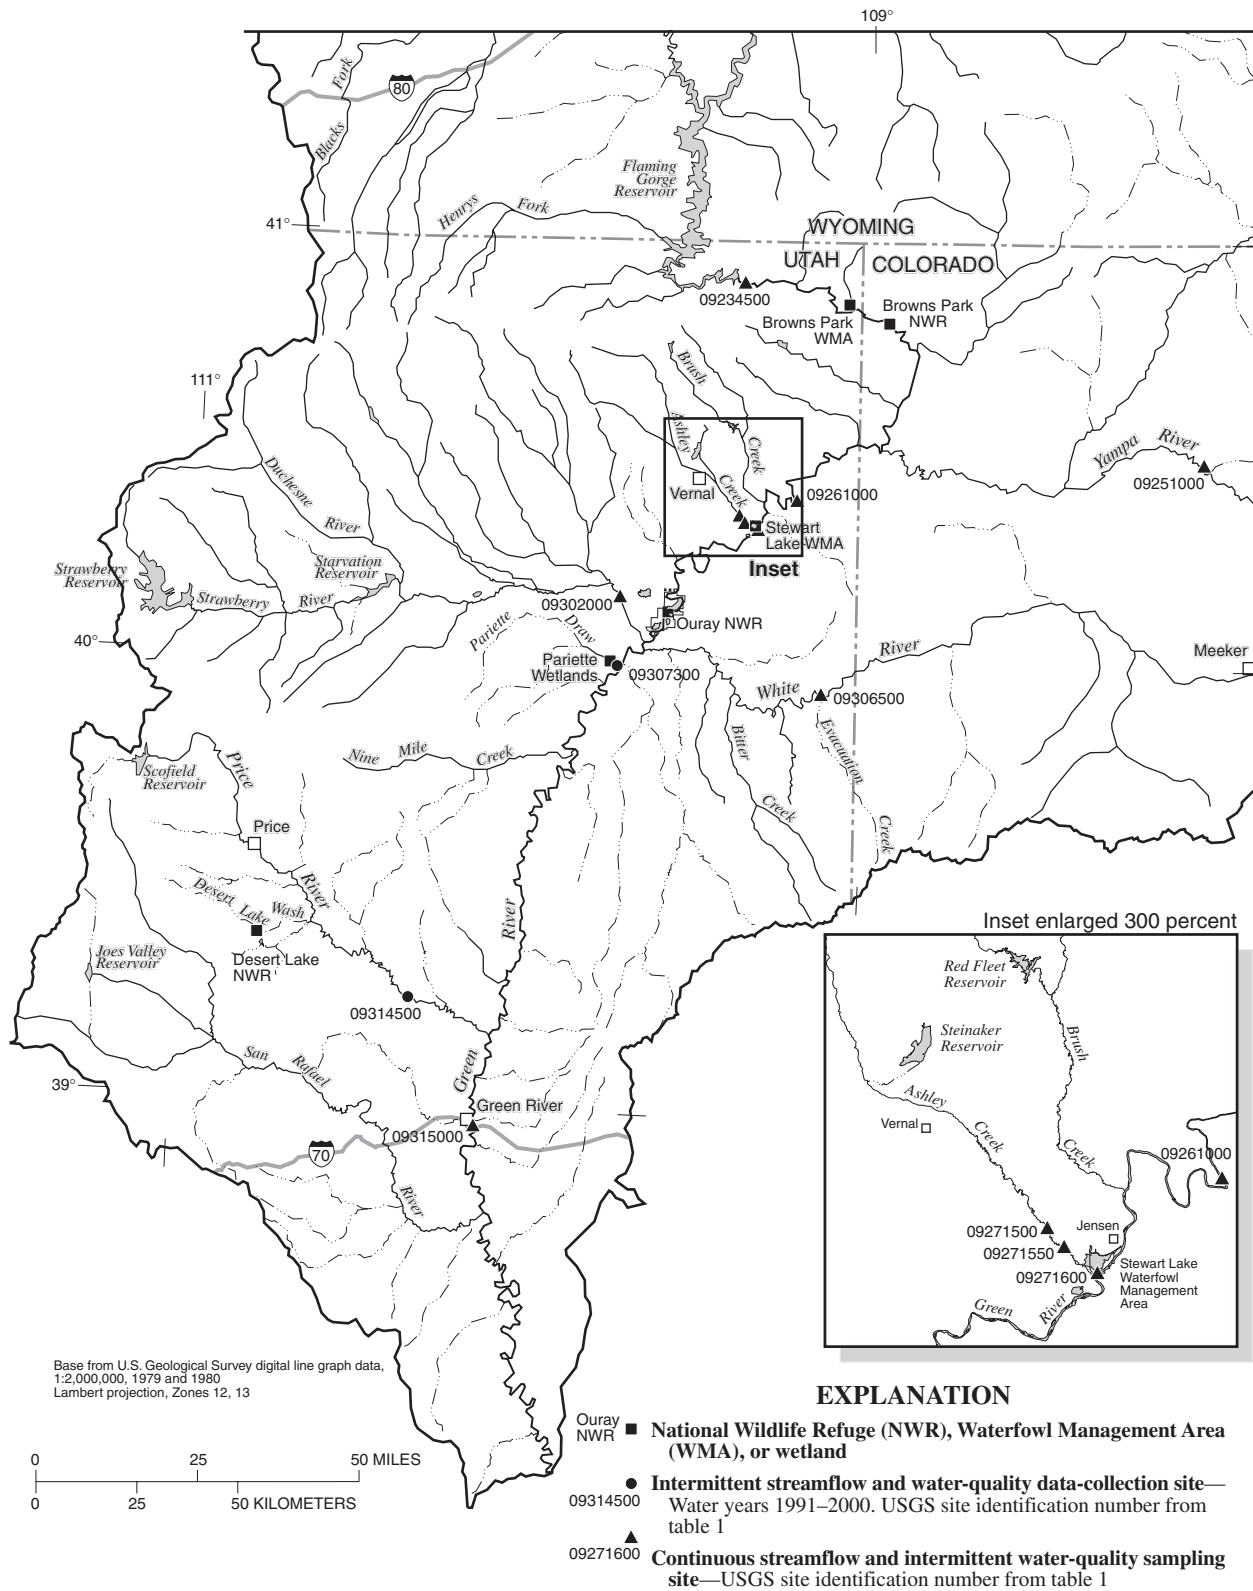 109°
80
Blacks Fork
Flaming
Gorge
Reservoir
Henrys Fork
41°
WYOMING
UTAH
COLORADO
09234500
Browns Park
WMA
Browns Park
NWR
111°
Brush
Creek
Ashley
Creek
Vernal
Yampa River
09251000
09261000
Stewart
Lake WMA
Inset
Duchesne
River
Strawberry
Reservoir
Starvation
Reservoir
Strawberry River
09302000
Ouray NWR
Pariette Draw
40°
Pariette
Wetlands
09307300
White River
Meeker
09306500
Bitter
Creek
Evacuation
Creek
Nine Mile Creek
Scofield
Reservoir
Price
River
Price
Desert Lake Wash
Desert Lake
NWR
Joes Valley
Reservoir
09314500
Green
River
San Rafael
River
39°
Green River
09315000
70
Inset enlarged 300 percent
Red Fleet
Reservoir
Steinaker
Reservoir
Brush
Creek
Ashley
Creek
Vernal
09261000
09271500
Jensen
09271550
09271600
Stewart Lake
Waterfowl
Management
Area
Green River
Base from U.S. Geological Survey digital line graph data,
1:2,000,000, 1979 and 1980
Lambert projection, Zones 12, 13
0 25 50 MILES
0 25 50 KILOMETERS
EXPLANATION
Ouray
NWR
National Wildlife Refuge (NWR), Waterfowl Management Area
(WMA), or wetland
09314500
Intermittent streamflow and water-quality data-collection site—
Water years 1991–2000. USGS site identification number from
table 1
09271600
Continuous streamflow and intermittent water-quality sampling
site—USGS site identification number from table 1